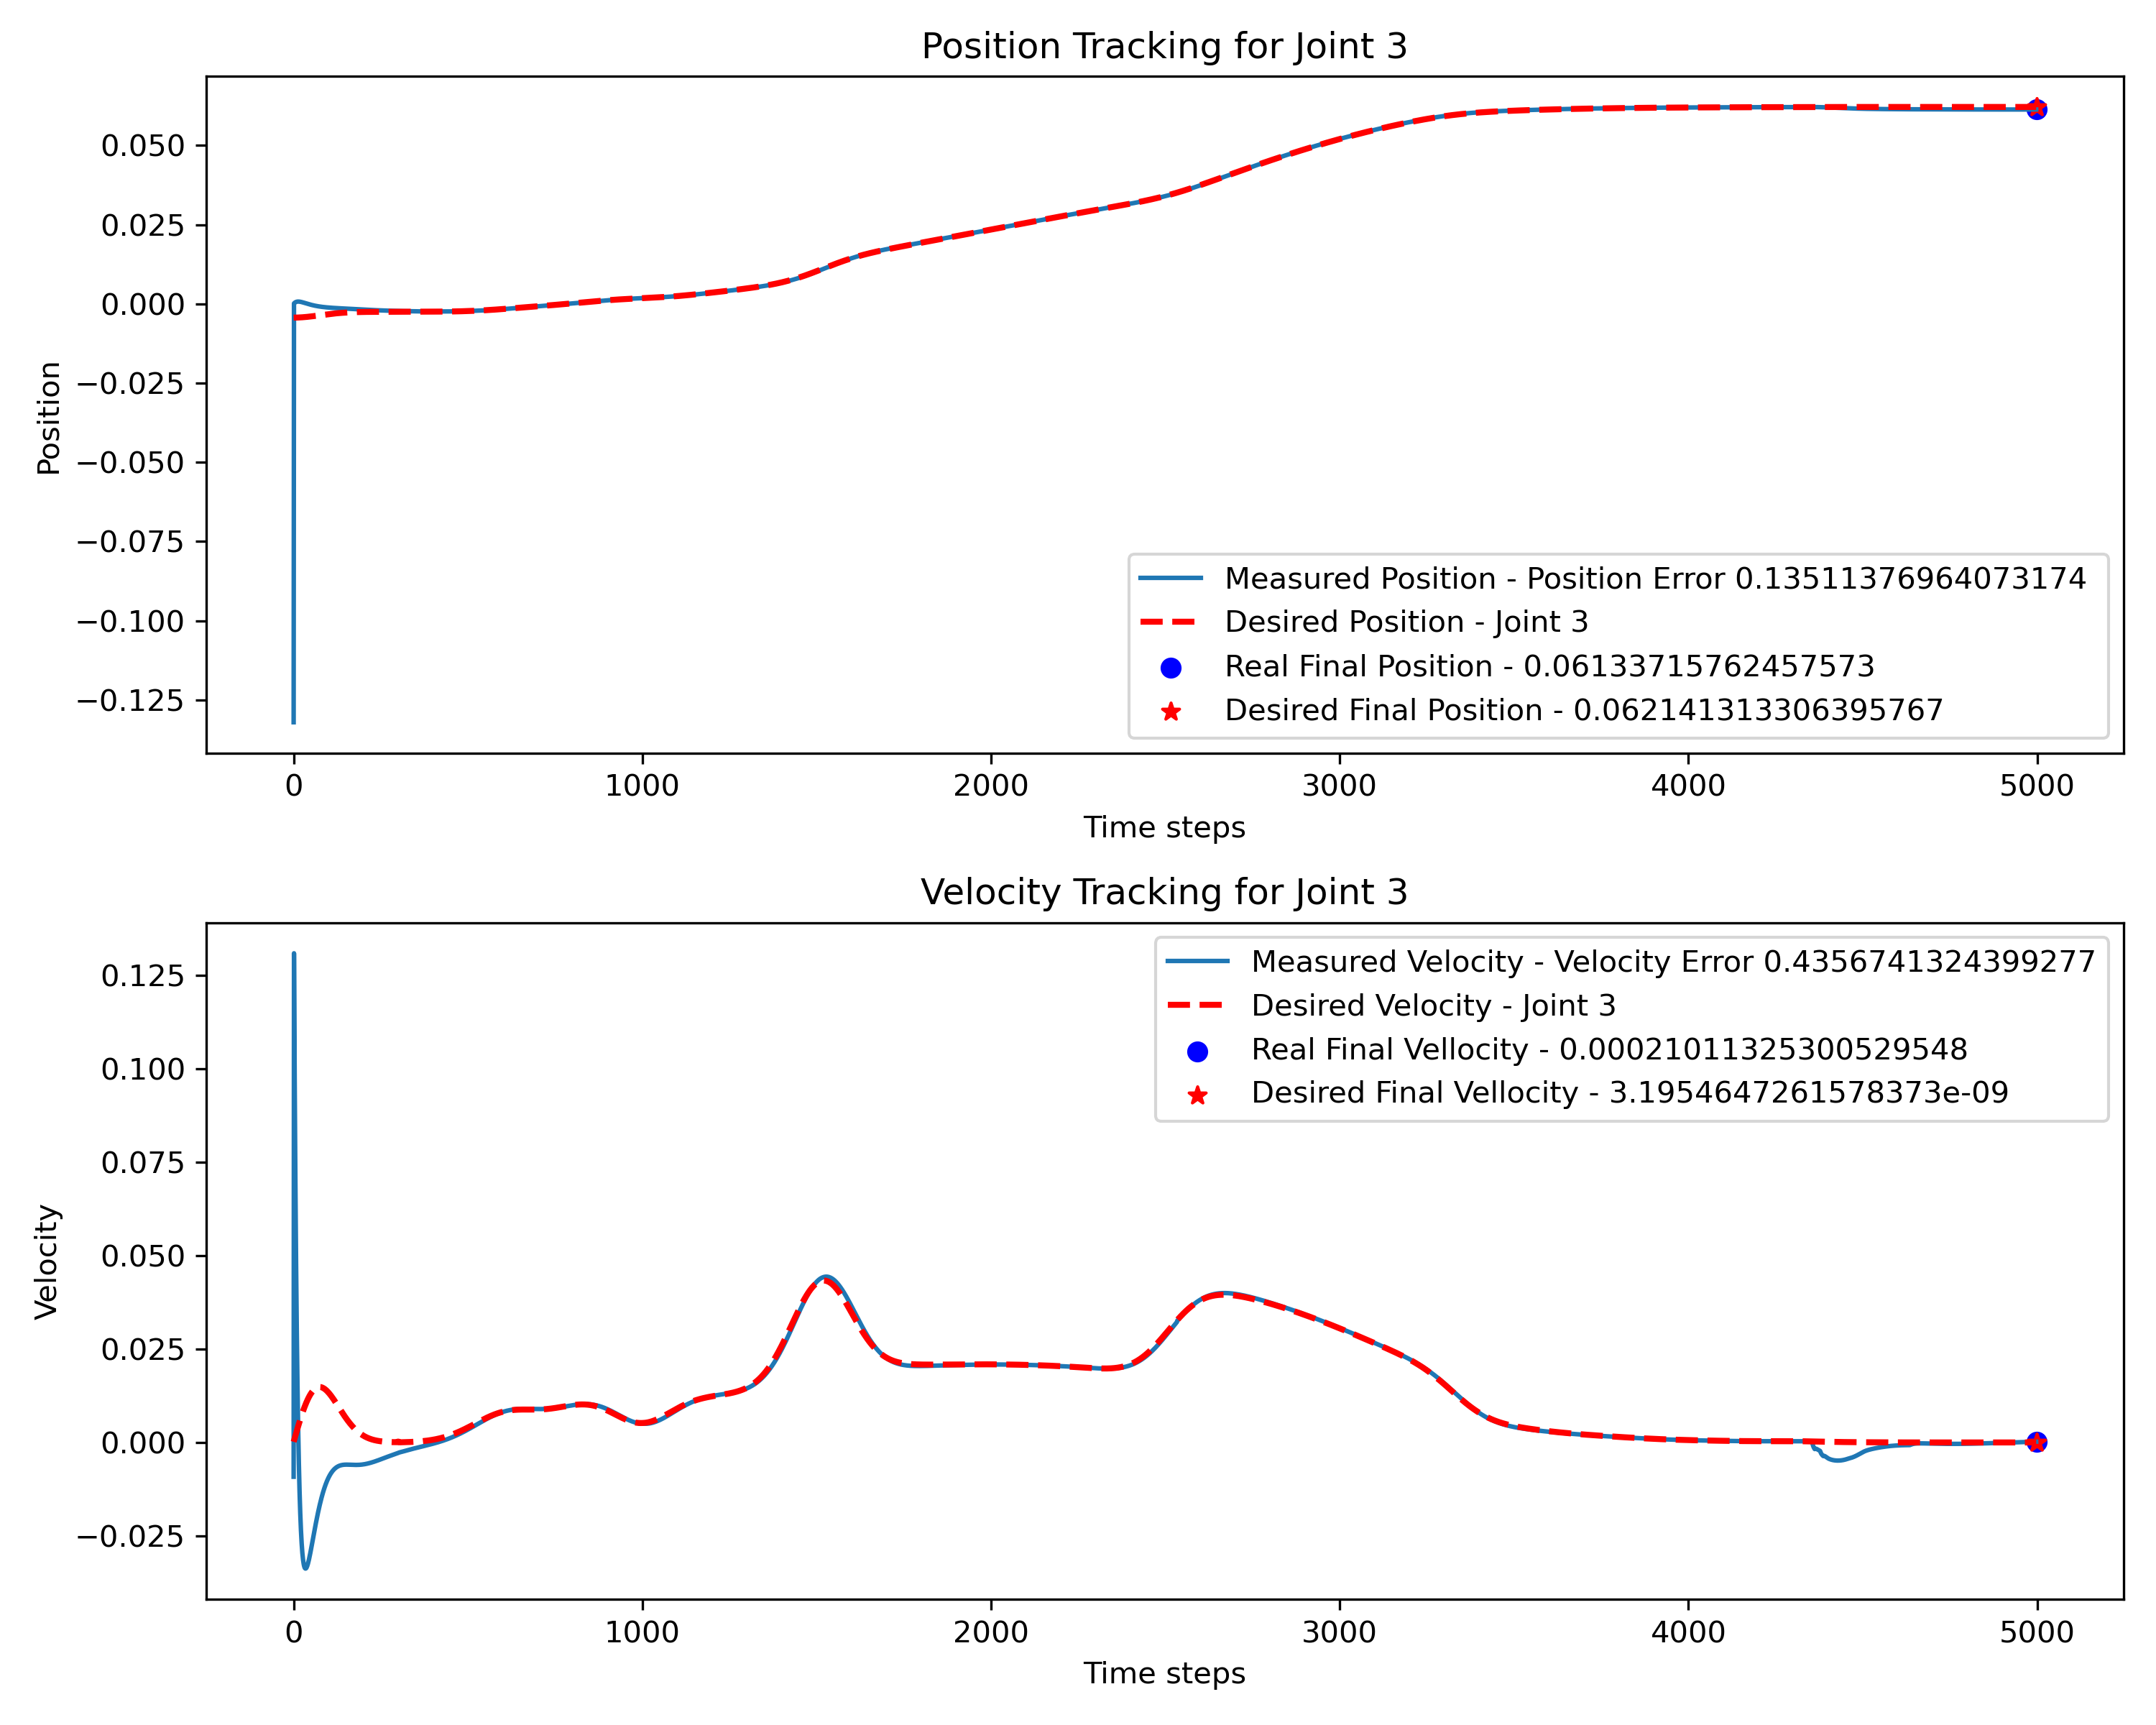 Position Tracking for Joint 3
0.050
0.025
0.000
−0.025
−0.050
−0.075
−0.100
−0.125
Position
Measured Position - Position Error 0.13511376964073174
Desired Position - Joint 3
Real Final Position - 0.06133715762457573
Desired Final Position - 0.062141313306395767
0 1000 2000 3000 4000 5000
Time steps
Velocity Tracking for Joint 3
0.125
0.100
0.075
0.050
0.025
0.000
−0.025
Velocity
Measured Velocity - Velocity Error 0.4356741324399277
Desired Velocity - Joint 3
Real Final Vellocity - 0.00021011325300529548
Desired Final Vellocity - 3.1954647261578373e-09
0 1000 2000 3000 4000 5000
Time steps